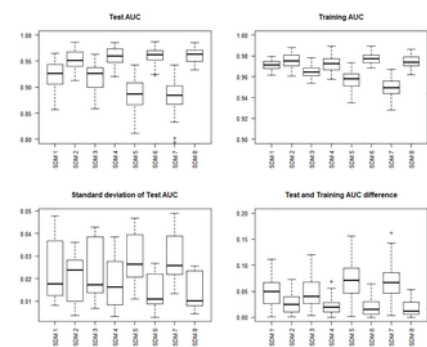 Test AUC
1.00
0.95
0.90
0.85
0.80
SDM 1
SDM 2
SDM 3
SDM 4
SDM 5
SDM 6
SDM 7
SDM 8
Training AUC
1.00
0.98
0.96
0.94
0.92
0.90
SDM 1
SDM 2
SDM 3
SDM 4
SDM 5
SDM 6
SDM 7
SDM 8
Standard deviation of Test AUC
0.05
0.04
0.03
0.02
0.01
SDM 1
SDM 2
SDM 3
SDM 4
SDM 5
SDM 6
SDM 7
SDM 8
Test and Training AUC difference
0.20
0.15
0.10
0.05
0.00
SDM 1
SDM 2
SDM 3
SDM 4
SDM 5
SDM 6
SDM 7
SDM 8